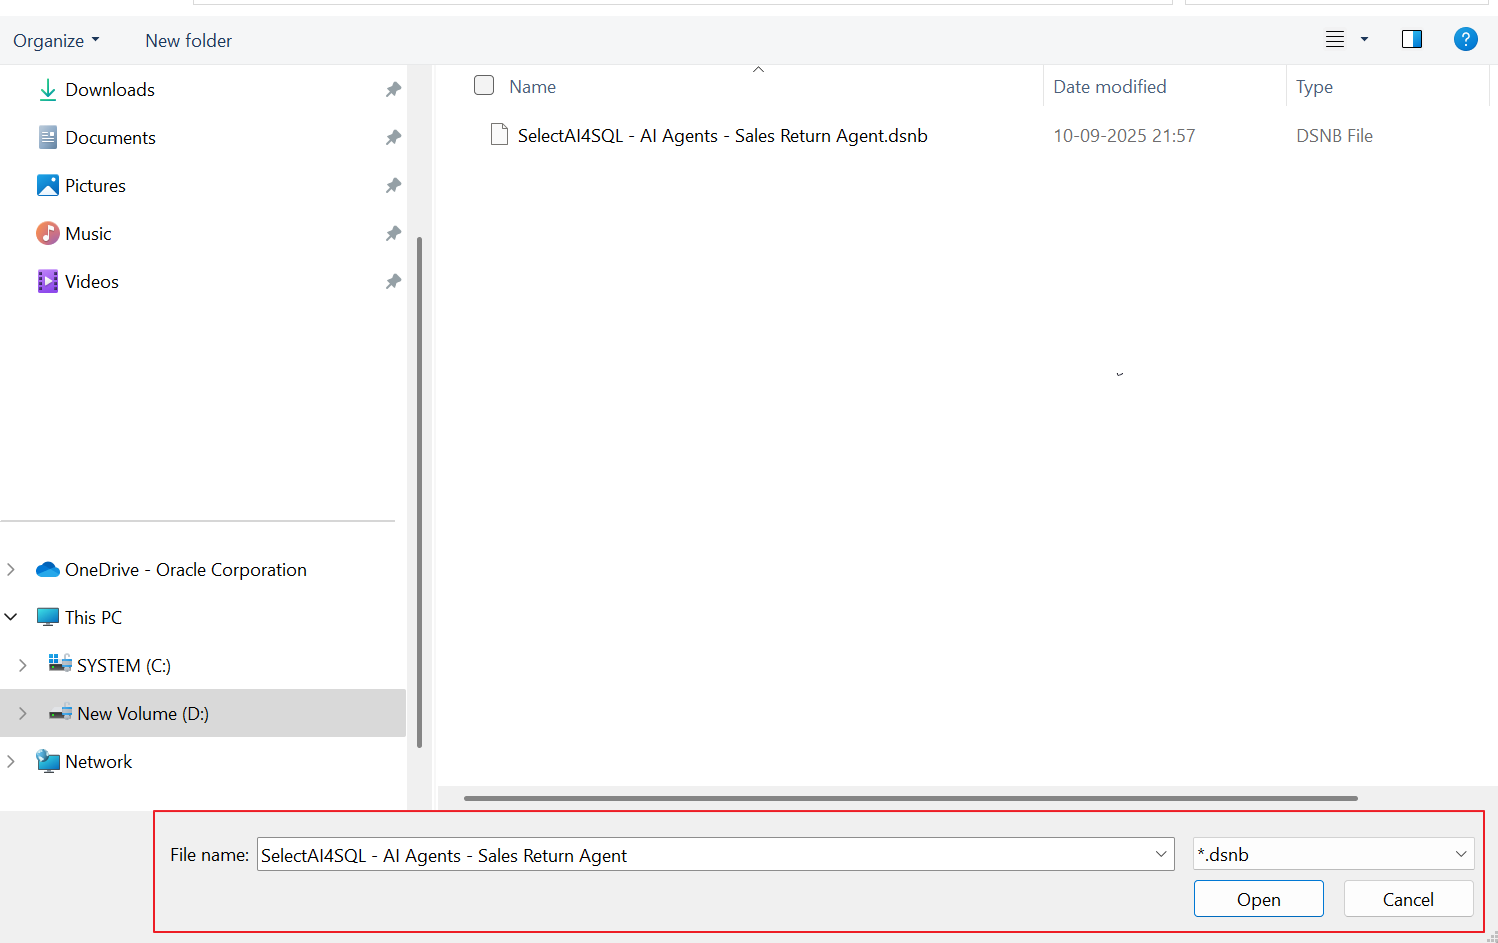 Organize New folder
Downloads
Documents
Pictures
Music
Videos
OneDrive - Oracle Corporation
This PC
SYSTEM (C:)
New Volume (D:)
Network
Name Date modified Type
SelectAI4SQL - AI Agents - Sales Return Agent.dsnb 10-09-2025 21:57 DSNB File
File name: SelectAI4SQL - AI Agents - Sales Return Agent *.dsnb
Open Cancel